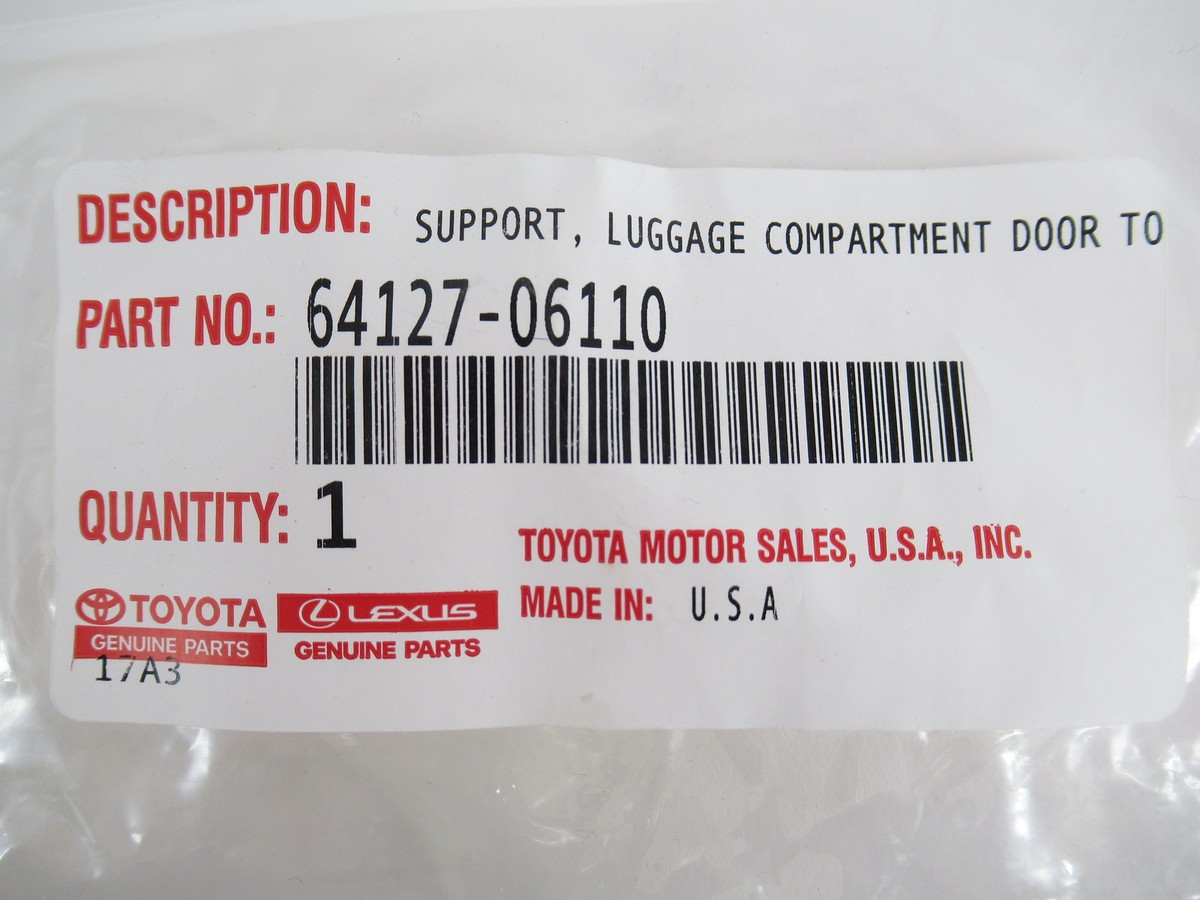 DESCRIPTION: SUPPORT, LUGGAGE COMPARTMENT DOOR TO
PART NO.: 64127-06110
QUANTITY: 1
TOYOTA MOTOR SALES, U.S.A., INC.
MADE IN: U.S.A
TOYOTA
GENUINE PARTS
17A3
LEXUS
GENUINE PARTS